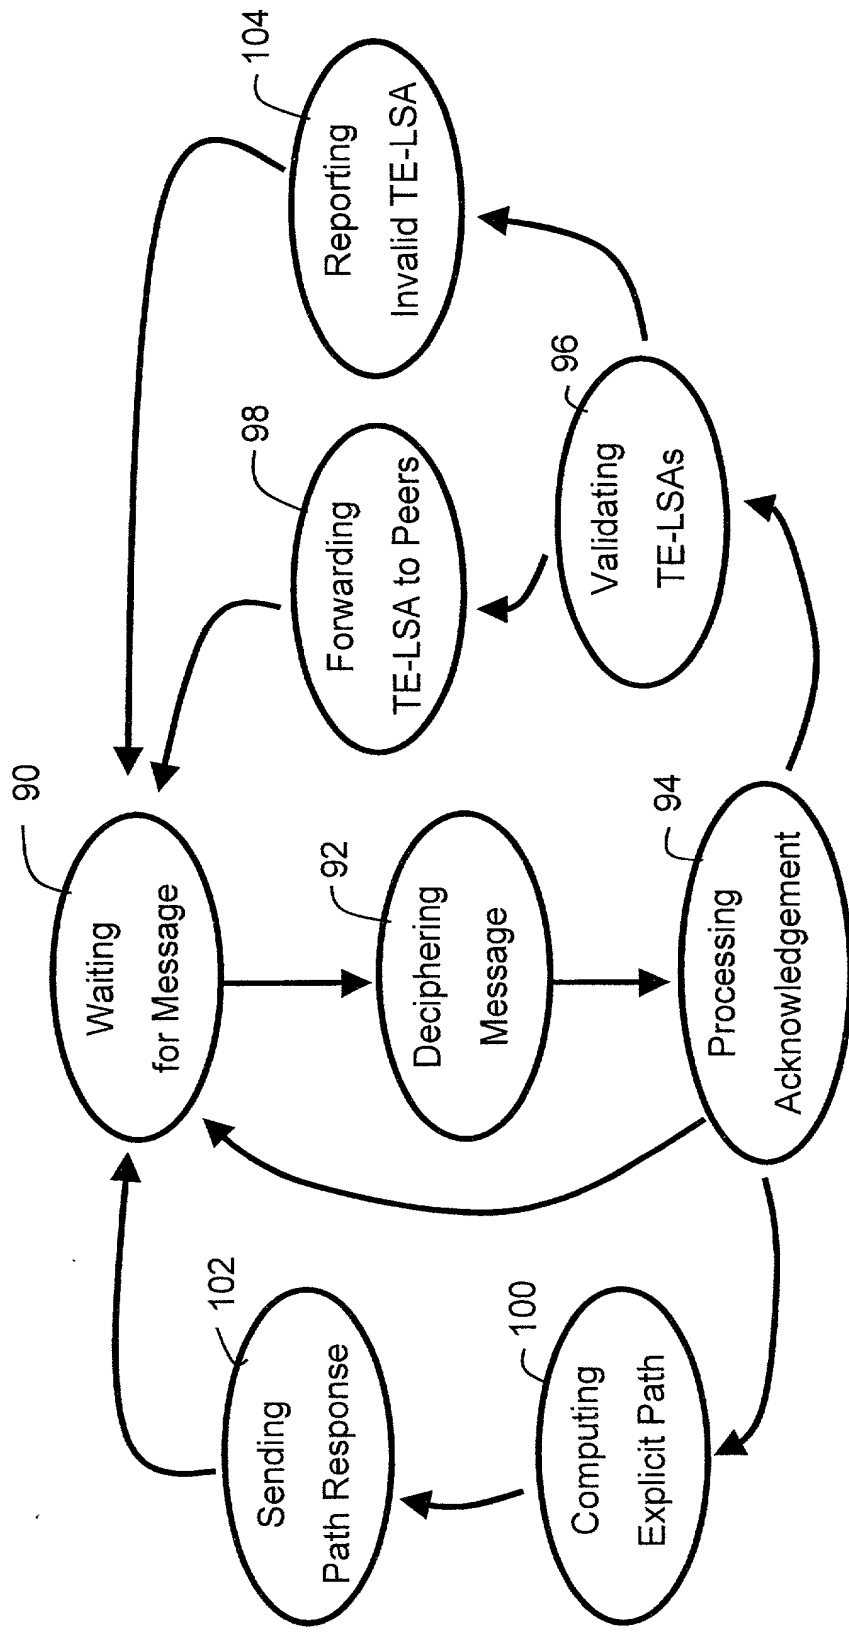 90
Waiting
for Message
92
Deciphering
Message
94
Processing
Acknowledgement
96
Validating
TE-LSAs
98
Forwarding
TE-LSA to Peers
104
Reporting
Invalid TE-LSA
102
Sending
Path Response
100
Computing
Explicit Path